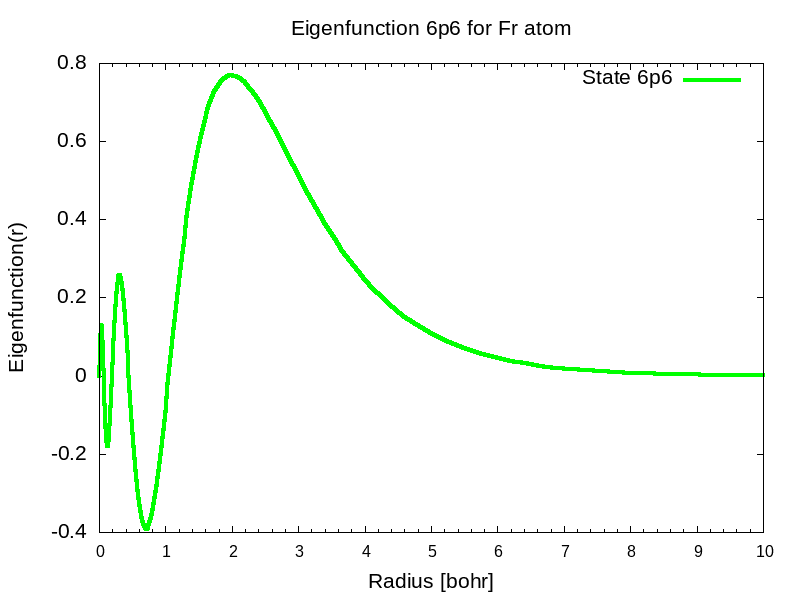 Eigenfunction 6p6 for Fr atom
State 6p6
0.8
0.6
0.4
0.2
0
-0.2
-0.4
Eigenfunction(r)
0 1 2 3 4 5 6 7 8 9 10
Radius [bohr]